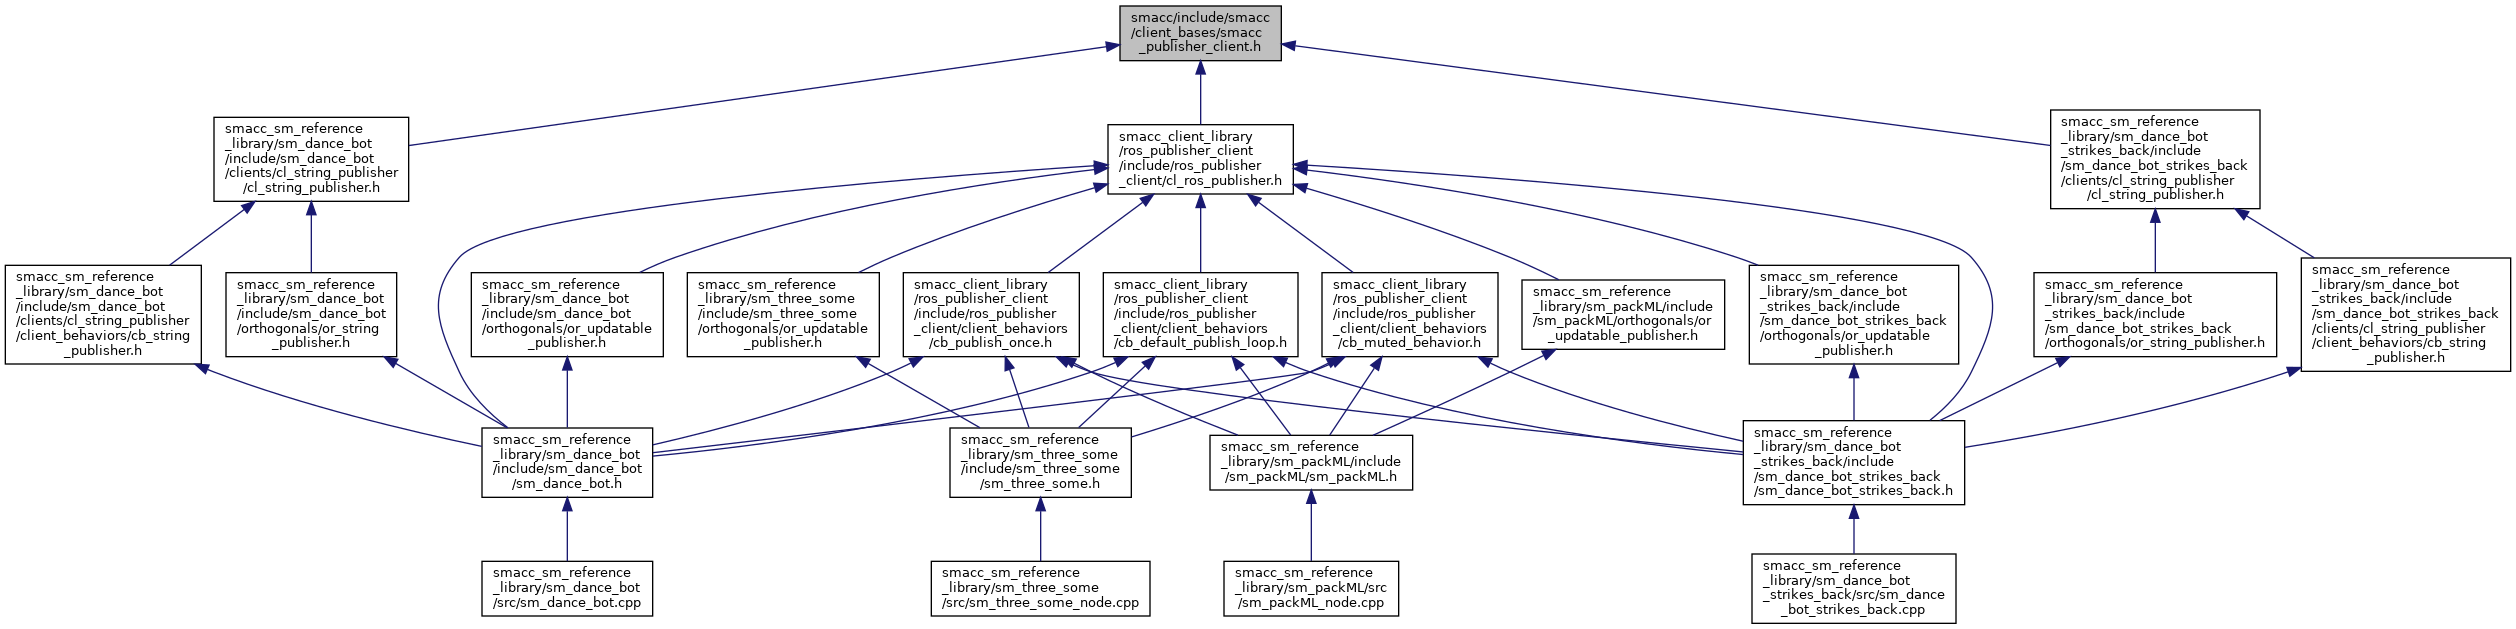 smacc/include/smacc
/client_bases/smacc
_publisher_client.h
smacc_sm_reference
_library/sm_dance_bot
/include/sm_dance_bot
/clients/cl_string_publisher
/cl_string_publisher.h
smacc_client_library
/ros_publisher_client
/include/ros_publisher
_client/cl_ros_publisher.h
smacc_sm_reference
_library/sm_dance_bot
_strikes_back/include
/sm_dance_bot_strikes_back
/clients/cl_string_publisher
/cl_string_publisher.h
smacc_sm_reference
_library/sm_dance_bot
/include/sm_dance_bot
/clients/cl_string_publisher
/client_behaviors/cb_string
_publisher.h
smacc_sm_reference
_library/sm_dance_bot
/include/sm_dance_bot
/orthogonals/or_string
_publisher.h
smacc_sm_reference
_library/sm_dance_bot
/include/sm_dance_bot
/orthogonals/or_updatable
_publisher.h
smacc_sm_reference
_library/sm_three_some
/include/sm_three_some
/orthogonals/or_updatable
_publisher.h
smacc_client_library
/ros_publisher_client
/include/ros_publisher
_client/client_behaviors
/cb_publish_once.h
smacc_client_library
/ros_publisher_client
/include/ros_publisher
_client/client_behaviors
/cb_default_publish_loop.h
smacc_client_library
/ros_publisher_client
/include/ros_publisher
_client/client_behaviors
/cb_muted_behavior.h
smacc_sm_reference
_library/sm_packML/include
/sm_packML/orthogonals/or
_updatable_publisher.h
smacc_sm_reference
_library/sm_dance_bot
_strikes_back/include
/sm_dance_bot_strikes_back
/orthogonals/or_updatable
_publisher.h
smacc_sm_reference
_library/sm_dance_bot
_strikes_back/include
/sm_dance_bot_strikes_back
/orthogonals/or_string_publisher.h
smacc_sm_reference
_library/sm_dance_bot
_strikes_back/include
/sm_dance_bot_strikes_back
/clients/cl_string_publisher
/client_behaviors/cb_string
_publisher.h
smacc_sm_reference
_library/sm_dance_bot
/include/sm_dance_bot
/sm_dance_bot.h
smacc_sm_reference
_library/sm_three_some
/include/sm_three_some
/sm_three_some.h
smacc_sm_reference
_library/sm_packML/include
/sm_packML/sm_packML.h
smacc_sm_reference
_library/sm_dance_bot
_strikes_back/include
/sm_dance_bot_strikes_back
/sm_dance_bot_strikes_back.h
smacc_sm_reference
_library/sm_dance_bot
/src/sm_dance_bot.cpp
smacc_sm_reference
_library/sm_three_some
/src/sm_three_some_node.cpp
smacc_sm_reference
_library/sm_packML/src
/sm_packML_node.cpp
smacc_sm_reference
_library/sm_dance_bot
_strikes_back/src/sm_dance
_bot_strikes_back.cpp